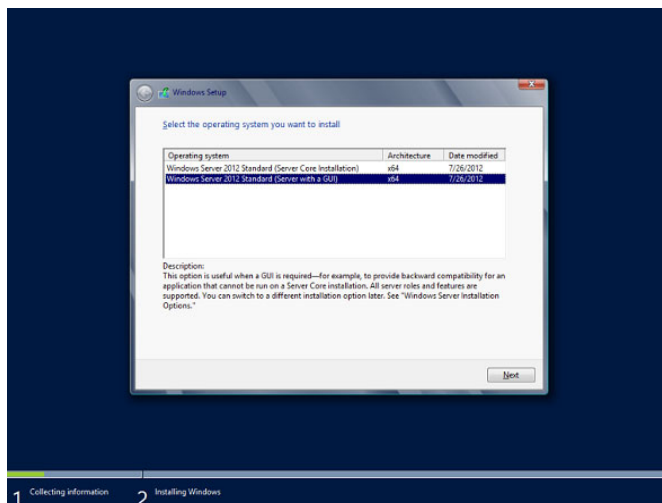 Windows Setup
Select the operating system you want to install
Operating system Architecture Date modified
Windows Server 2012 Standard (Server Core Installation) x64 7/26/2012
Windows Server 2012 Standard (Server with a GUI) x64 7/26/2012
Description:
This option is useful when a GUI is required—for example, to provide backward compatibility for an
application that cannot be run on a Server Core installation. All server roles and features are
supported. You can switch to a different installation option later. See "Windows Server Installation
Options."
Next
1 Collecting information 2 Installing Windows